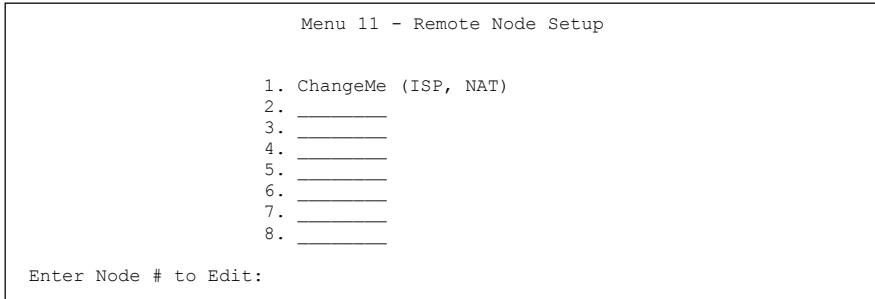 Menu 11 - Remote Node Setup
1. ChangeMe (ISP, NAT)
2. ________
3. ________
4. ________
5. ________
6. ________
7. ________
8. ________
Enter Node # to Edit: